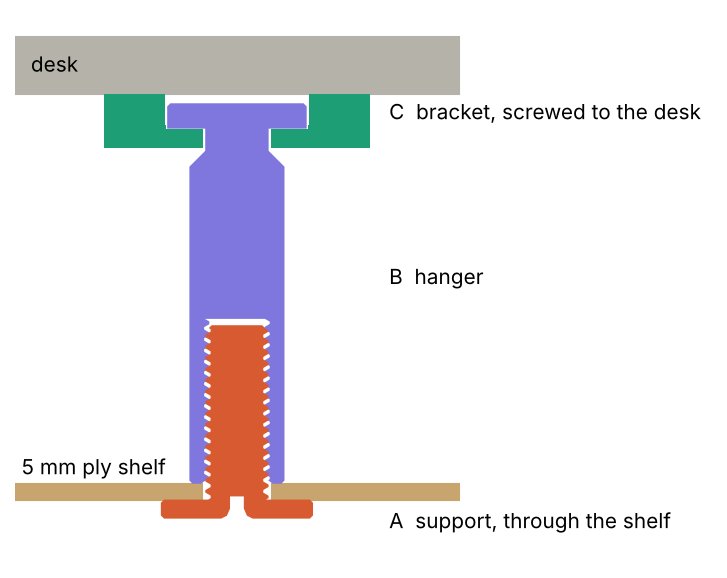 desk
C bracket, screwed to the desk
B hanger
5 mm ply shelf
A support, through the shelf